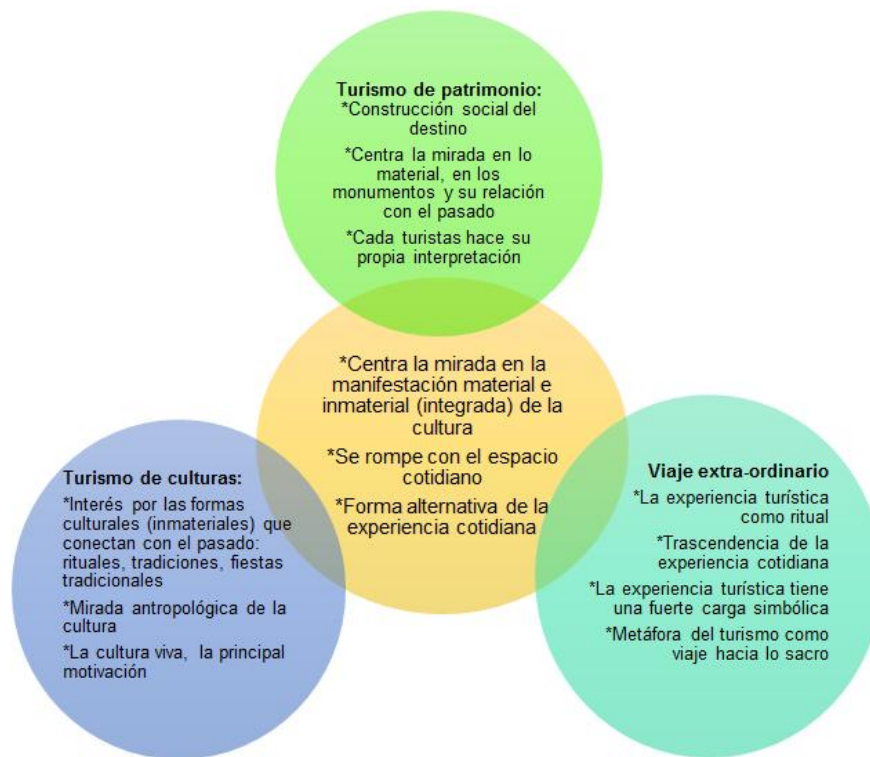 Turismo de patrimonio:
*Construcción social del
destino
*Centra la mirada en lo
material, en los
monumentos y su relación
con el pasado
*Cada turistas hace su
propia interpretación
*Centra la mirada en la
manifestación material e
inmaterial (integrada) de la
cultura
*Se rompe con el espacio
cotidiano
*Forma alternativa de la
experiencia cotidiana
Turismo de culturas:
*Interés por las formas
culturales (inmateriales) que
conectan con el pasado:
rituales, tradiciones, fiestas
tradicionales
*Mirada antropológica de la
cultura
*La cultura viva, la principal
motivación
Viaje extra-ordinario
*La experiencia turística
como ritual
*Trascendencia de la
experiencia cotidiana
*La experiencia turística tiene
una fuerte carga simbólica
*Metáfora del turismo como
viaje hacia lo sacro